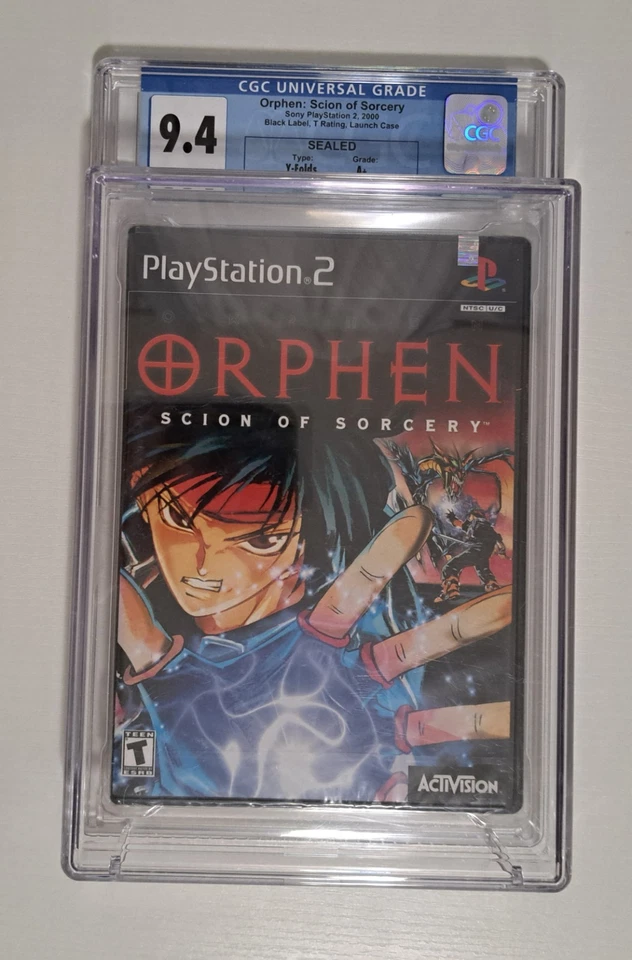 CGC UNIVERSAL GRADE
Orphen: Scion of Sorcery
Sony PlayStation 2, 2000
Black Label, T Rating, Launch Case
9.4
CGC
SEALED
Type: Grade:
Y-Folds A+
PlayStation®2
NTSC U/C
ORPHEN
SCION OF SORCERY™
TEEN
T
ESRB
ACTIVISION